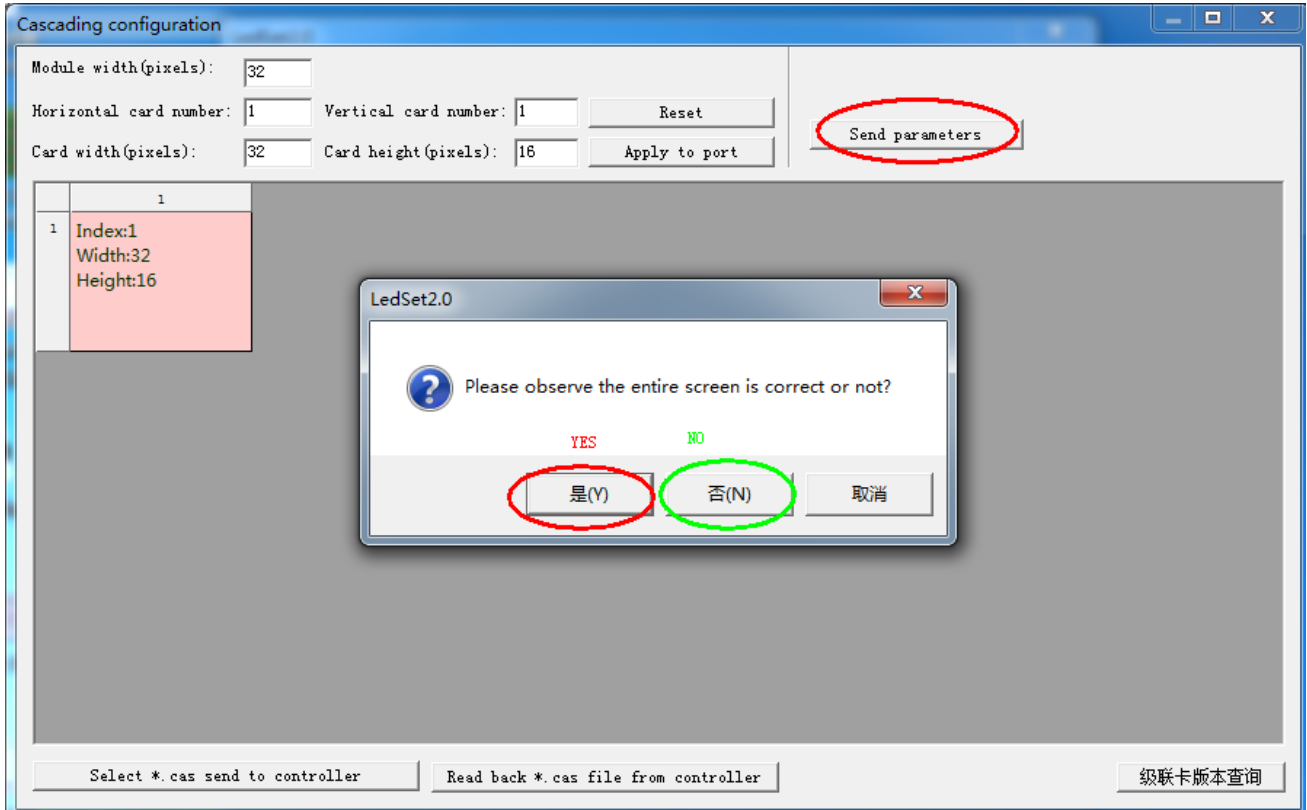 Cascading configuration
Module width(pixels): 32
Horizontal card number: 1 Vertical card number: 1 Reset
Send parameters
Card width(pixels): 32 Card height(pixels): 16 Apply to port
1
1 Index:1
Width:32
Height:16
LedSet2.0
Please observe the entire screen is correct or not?
YES NO
是(Y) 否(N) 取消
Select *.cas send to controller Read back *.cas file from controller 级联卡版本查询